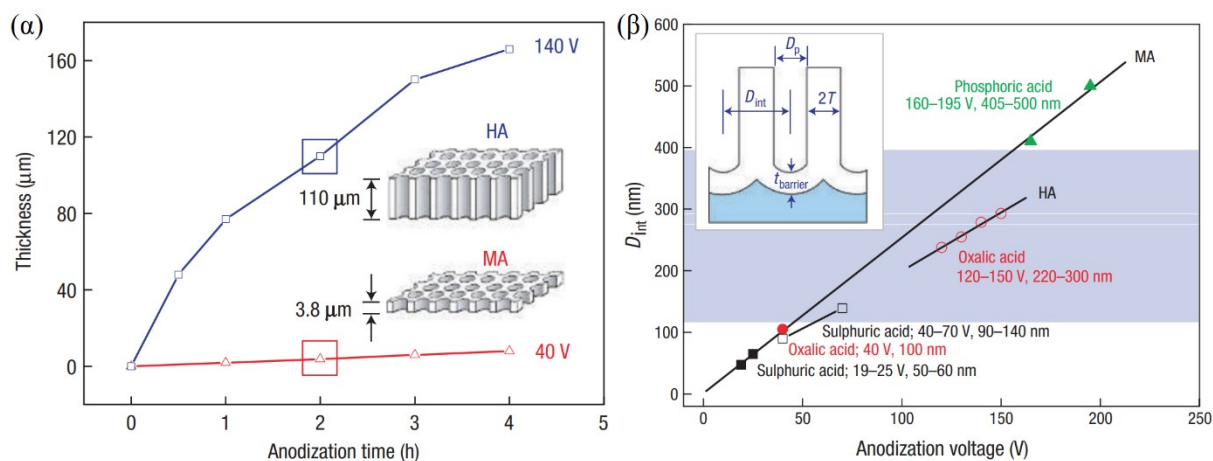 (α)
Thickness (μm)
160
120
80
40
0
140 V
HA
110 μm
MA
3.8 μm
40 V
0 1 2 3 4 5
Anodization time (h)
(β)
D_int (nm)
600
500
400
300
200
100
0
D_p
D_int
2T
t_barrier
MA
Phosphoric acid
160–195 V, 405–500 nm
HA
Oxalic acid
120–150 V, 220–300 nm
Sulphuric acid; 40–70 V, 90–140 nm
Oxalic acid; 40 V, 100 nm
Sulphuric acid; 19–25 V, 50–60 nm
0 50 100 150 200 250
Anodization voltage (V)